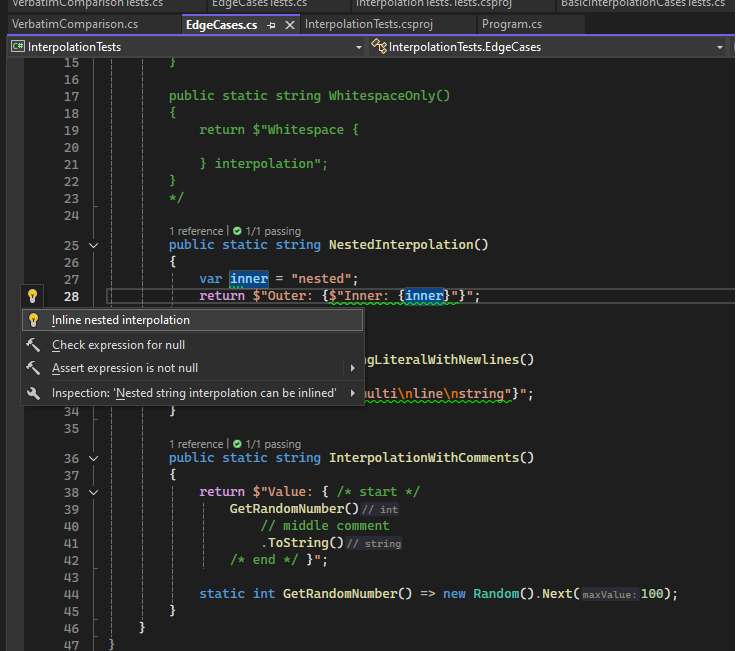 VerbatimComparisonTests.cs EdgeCasesTests.cs InterpolationTests.Tests.csproj BasicInterpolationCasesTests.cs
VerbatimComparison.cs EdgeCases.cs InterpolationTests.csproj Program.cs
C# InterpolationTests InterpolationTests.EdgeCases
15 }
16
17 public static string WhitespaceOnly()
18 {
19 return $"Whitespace {
20
21 } interpolation";
22 }
23 */
24
1 reference | 1/1 passing
25 public static string NestedInterpolation()
26 {
27 var inner = "nested";
28 return $"Outer: {$"Inner: {inner}"}";
Inline nested interpolation
Check expression for null
gLiteralWithNewlines()
Assert expression is not null
Inspection: 'Nested string interpolation can be inlined' ulti\nline\nstring"}";
34 }
35
1 reference | 1/1 passing
36 public static string InterpolationWithComments()
37 {
38 return $"Value: { /* start */
39 GetRandomNumber() // int
40 // middle comment
41 .ToString() // string
42 /* end */ }";
43
44 static int GetRandomNumber() => new Random().Next(maxValue: 100);
45 }
46 }
47 }